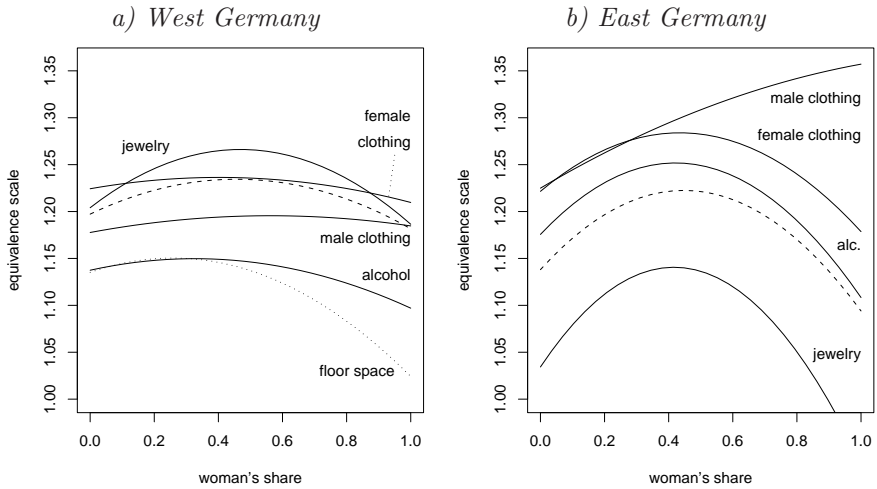 a) West Germany
equivalence scale
1.00
1.05
1.10
1.15
1.20
1.25
1.30
1.35
jewelry
female
clothing
male clothing
alcohol
floor space
0.0
0.2
0.4
0.6
0.8
1.0
woman's share
b) East Germany
equivalence scale
1.00
1.05
1.10
1.15
1.20
1.25
1.30
1.35
male clothing
female clothing
alc.
jewelry
0.0
0.2
0.4
0.6
0.8
1.0
woman's share